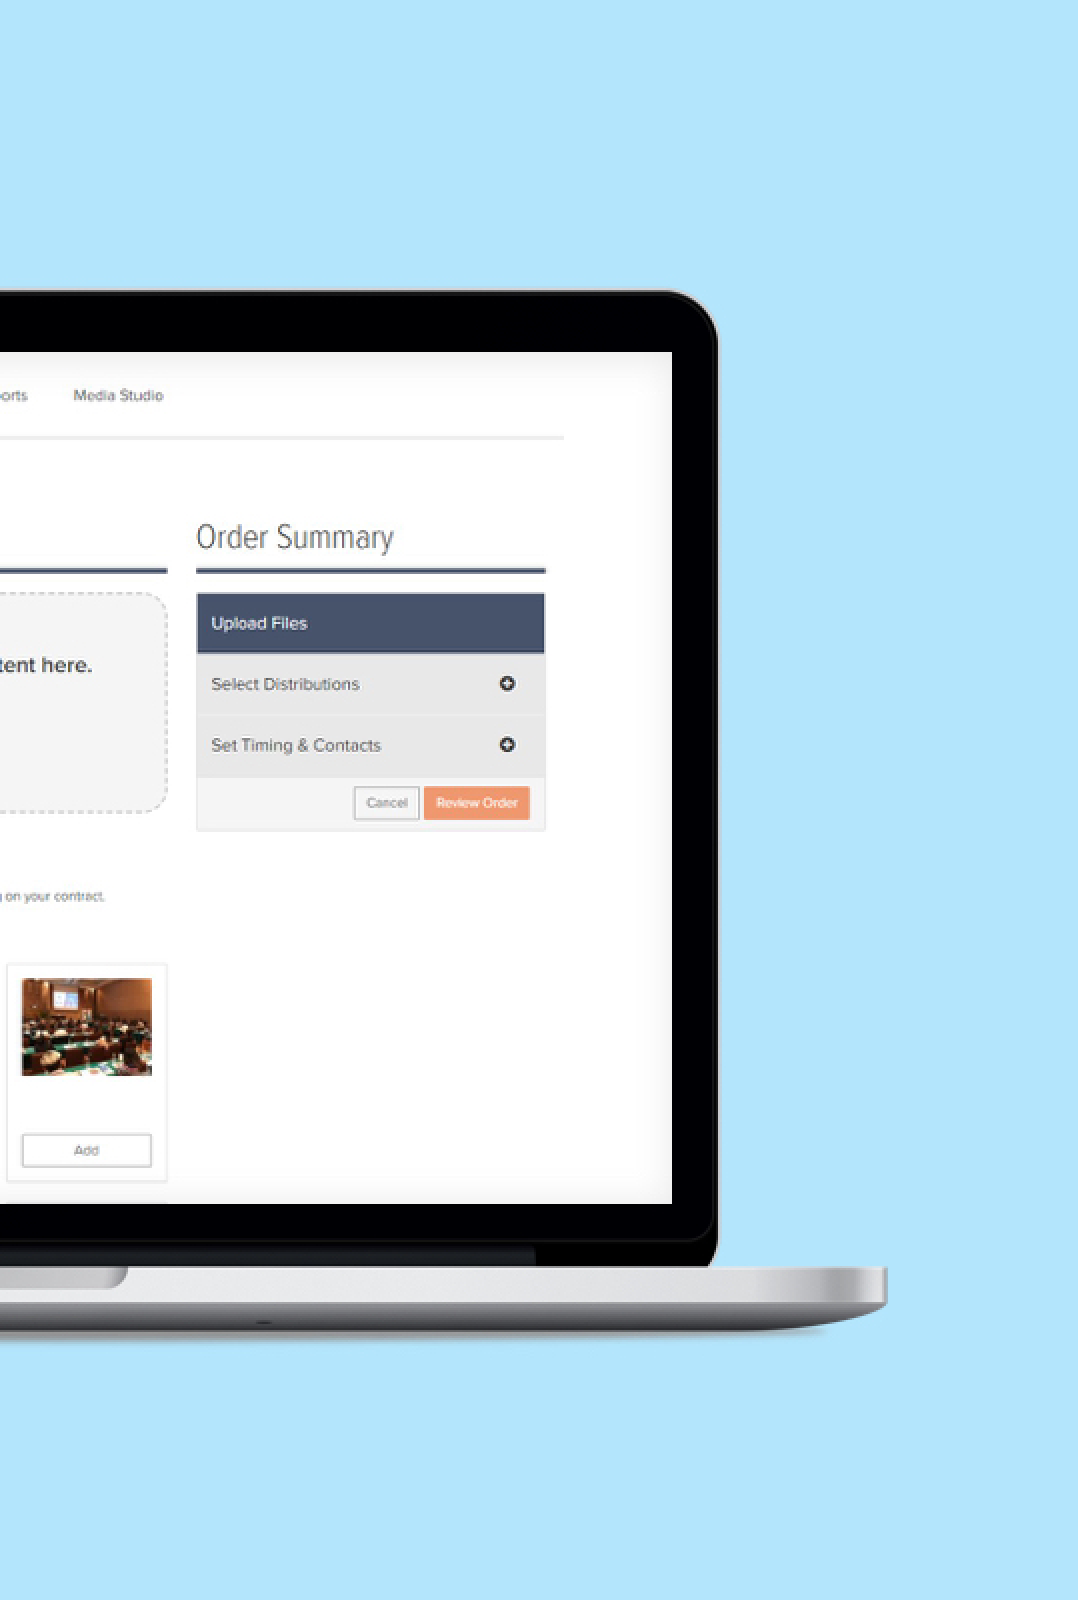 orts Media Studio
Order Summary
Upload Files
tent here.
Select Distributions
Set Timing & Contacts
Cancel Review Order
on your contract.
Add